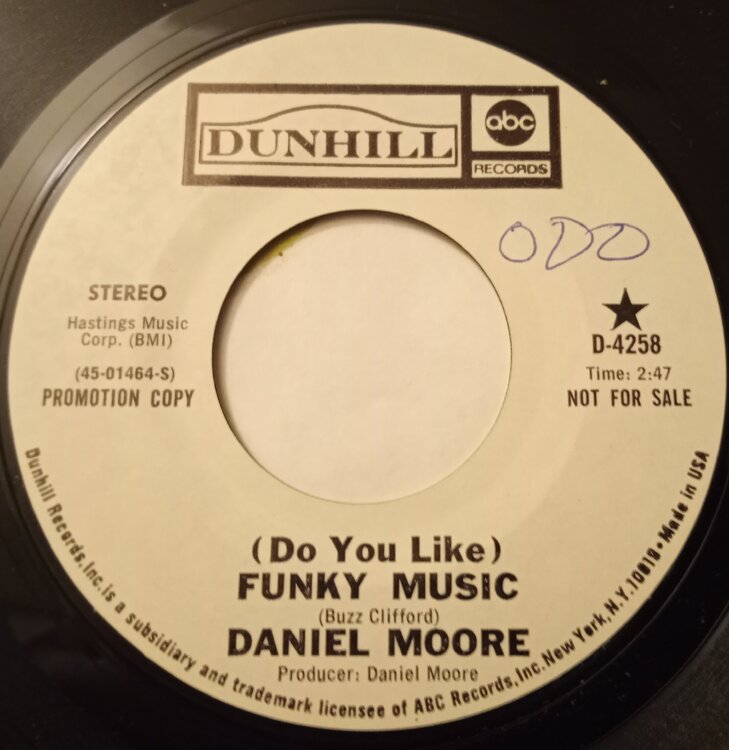 DUNHILL
abc
RECORDS
ODO
STEREO
Hastings Music
Corp. (BMI)
(45-01464-S)
PROMOTION COPY
D-4258
Time: 2:47
NOT FOR SALE
(Do You Like)
FUNKY MUSIC
(Buzz Clifford)
DANIEL MOORE
Producer: Daniel Moore
Dunhill Records, Inc. is a subsidiary and trademark licensee of ABC Records, Inc. New York, N.Y. 10019 • Made in USA